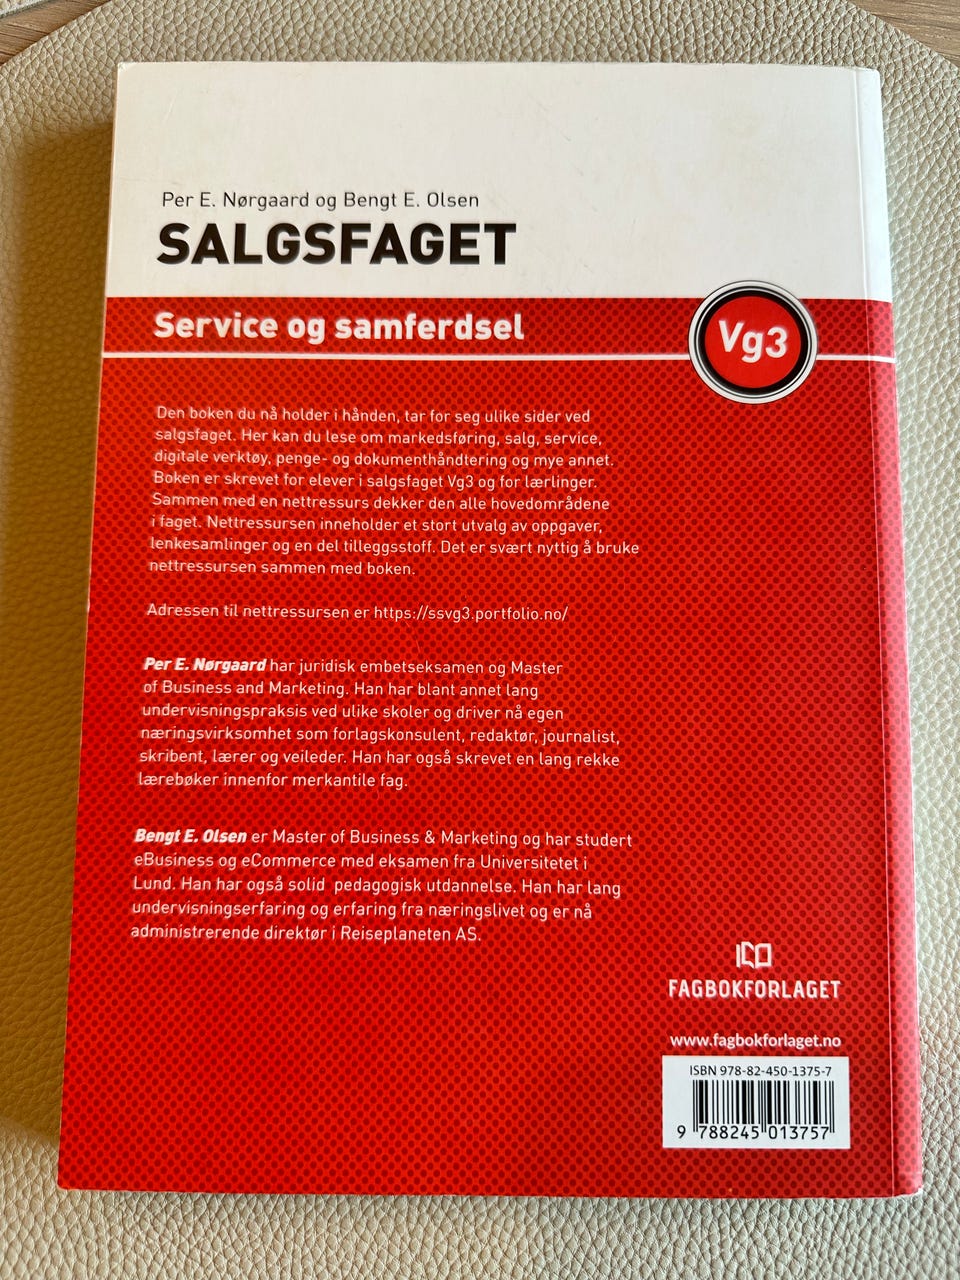 Per E. Nørgaard og Bengt E. Olsen
SALGSFAGET
Service og samferdsel
Vg3
Den boken du nå holder i hånden, tar for seg ulike sider ved
salgsfaget. Her kan du lese om markedsføring, salg, service,
digitale verktøy, penge- og dokumenthåndtering og mye annet.
Boken er skrevet for elever i salgsfaget Vg3 og for lærlinger.
Sammen med en nettressurs dekker den alle hovedområdene
i faget. Nettressursen inneholder et stort utvalg av oppgaver,
lenkesamlinger og en del tilleggsstoff. Det er svært nyttig å bruke
nettressursen sammen med boken.
Adressen til nettressursen er https://ssvg3.portfolio.no/
Per E. Nørgaard har juridisk embetseksamen og Master
of Business and Marketing. Han har blant annet lang
undervisningspraksis ved ulike skoler og driver nå egen
næringsvirksomhet som forlagskonsulent, redaktør, journalist,
skribent, lærer og veileder. Han har også skrevet en lang rekke
lærebøker innenfor merkantile fag.
Bengt E. Olsen er Master of Business & Marketing og har studert
eBusiness og eCommerce med eksamen fra Universitetet i
Lund. Han har også solid pedagogisk utdannelse. Han har lang
undervisningserfaring og erfaring fra næringslivet og er nå
administrerende direktør i Reiseplaneten AS.
FAGBOKFORLAGET
www.fagbokforlaget.no
ISBN 978-82-450-1375-7
9 788245 013757